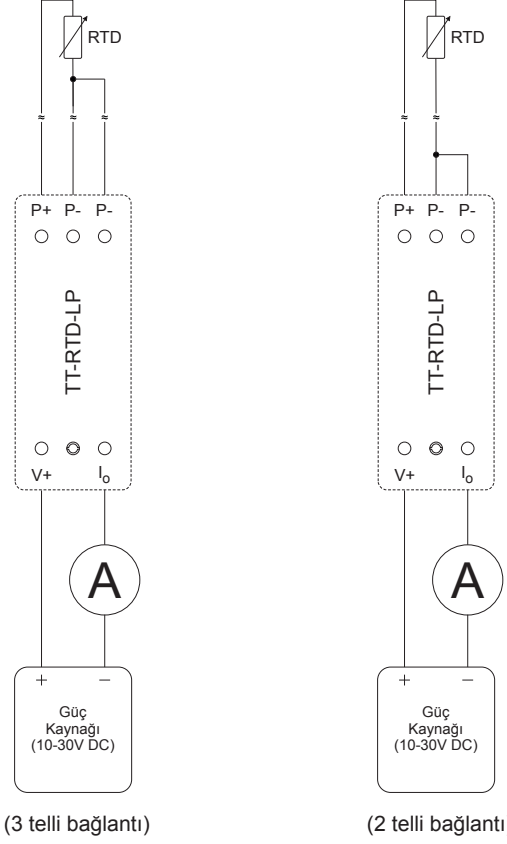 RTD
P+ P- P-
TT-RTD-LP
V+ Io
A
+ −
Güç
Kaynağı
(10-30V DC)
(3 telli bağlantı)
RTD
P+ P- P-
TT-RTD-LP
V+ Io
A
+ −
Güç
Kaynağı
(10-30V DC)
(2 telli bağlantı